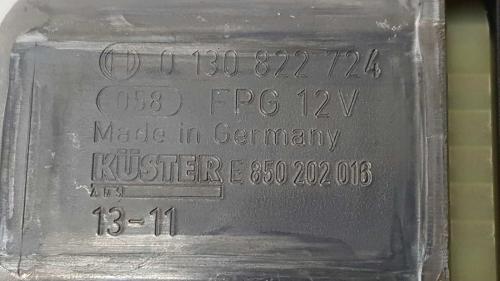 0 130 822 724
058 FPG 12V
Made in Germany
KÜSTER E 850 202 016
13-11